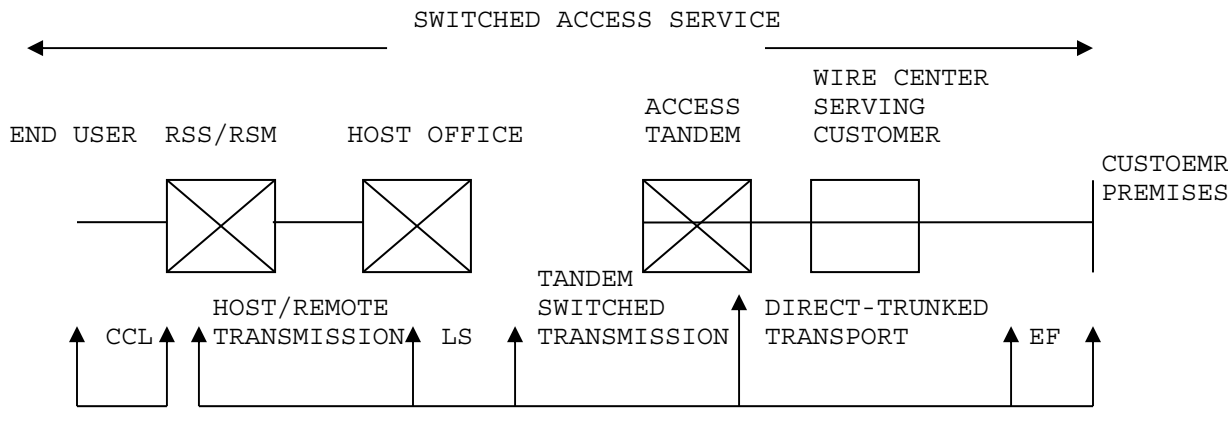 SWITCHED ACCESS SERVICE
WIRE CENTER
ACCESS SERVING
END USER RSS/RSM HOST OFFICE TANDEM CUSTOMER
CUSTOEMR
PREMISES
TANDEM
HOST/REMOTE SWITCHED DIRECT-TRUNKED
CCL TRANSMISSION LS TRANSMISSION TRANSPORT EF